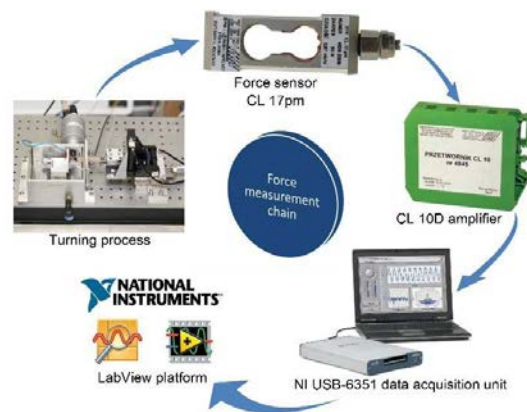 Force sensor
CL 17pm
PRZETWORNIK CL 10
CL 10D amplifier
Turning process
Force
measurement
chain
NATIONAL
INSTRUMENTS
LabView platform
NI USB-6351 data acquisition unit